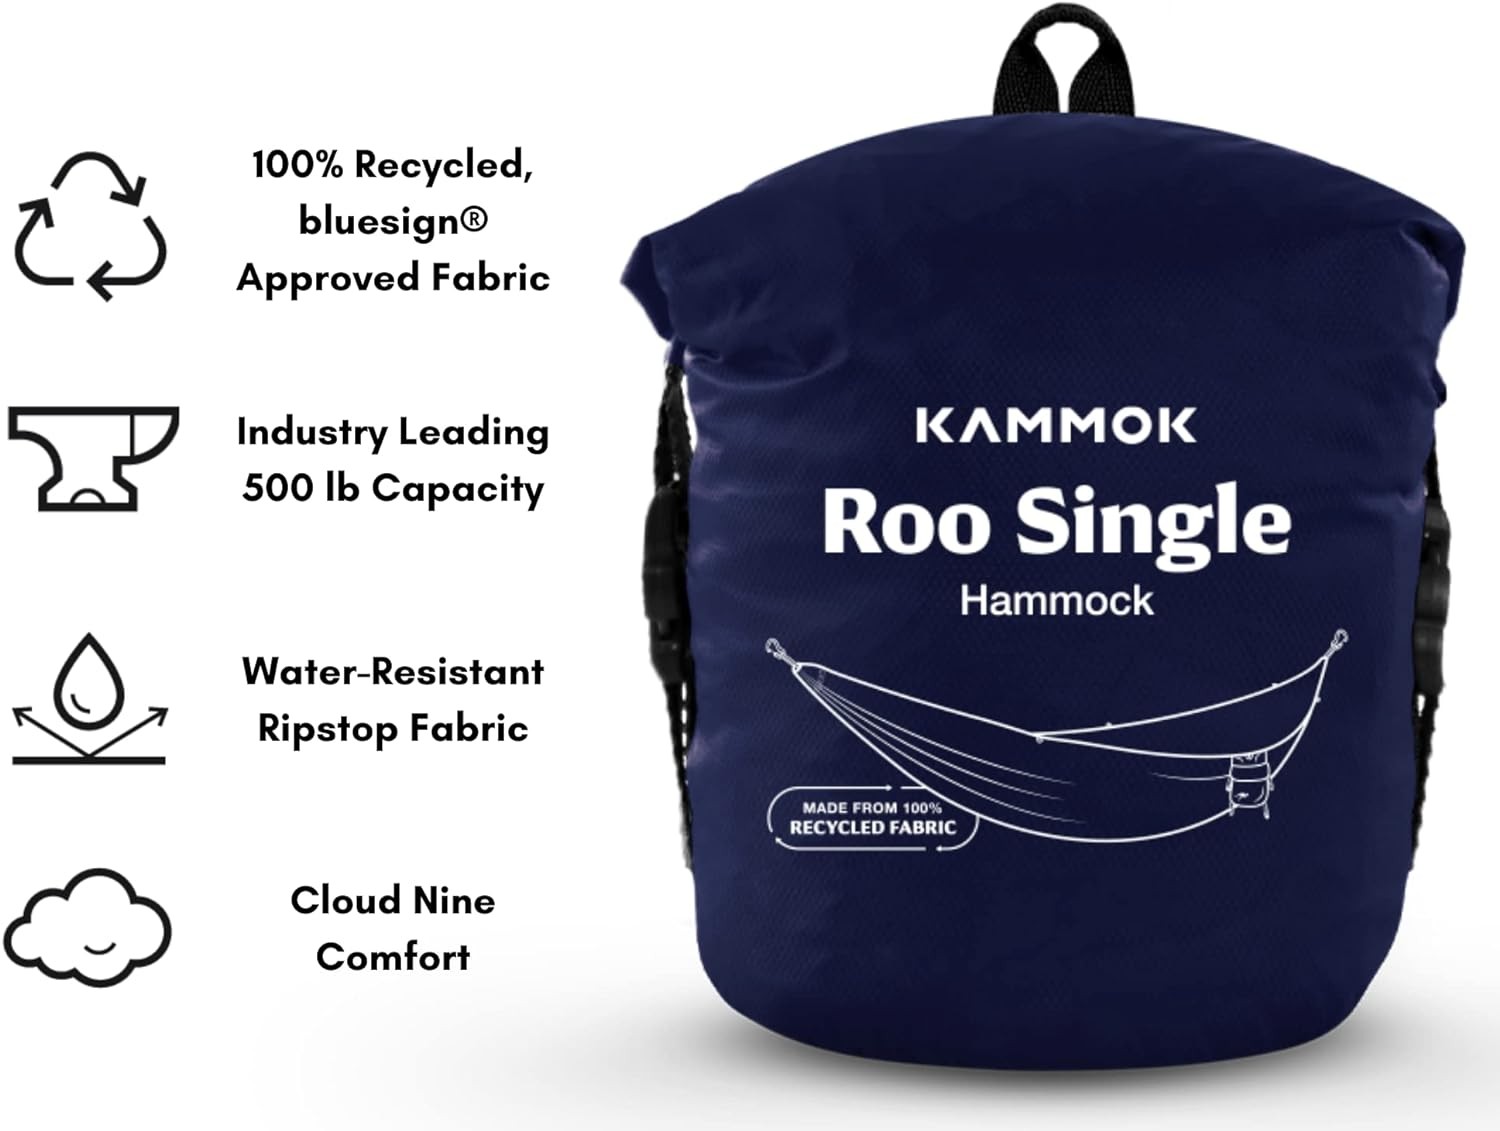 100% Recycled,
bluesign®
Approved Fabric
Industry Leading
500 lb Capacity
Water-Resistant
Ripstop Fabric
Cloud Nine
Comfort
KAMMOK
Roo Single
Hammock
MADE FROM 100%
RECYCLED FABRIC